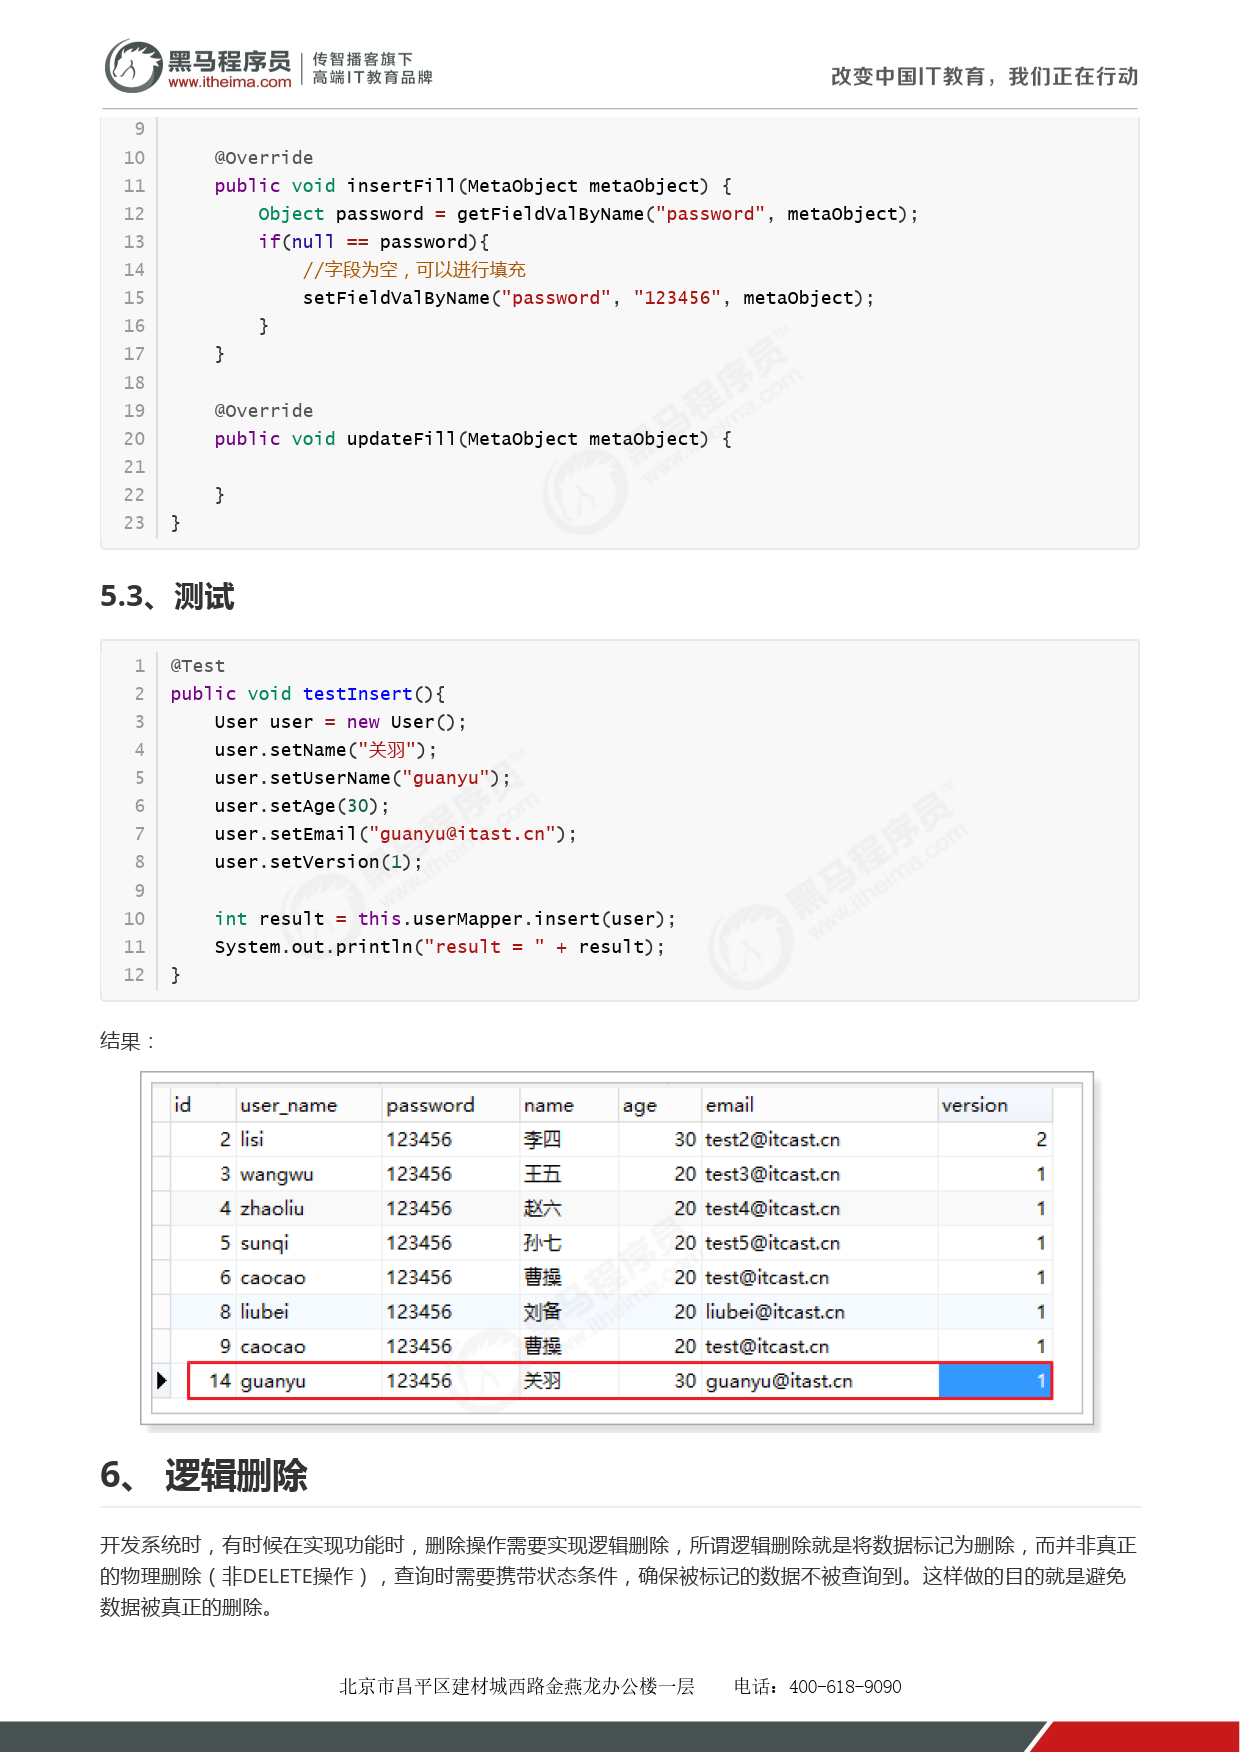 黑马程序员 传智播客旗下
www.itheima.com 高端IT教育品牌
改变中国IT教育，我们正在行动
9
10     @Override
11     public void insertFill(MetaObject metaObject) {
12         Object password = getFieldValByName("password", metaObject);
13         if(null == password){
14             //字段为空，可以进行填充
15             setFieldValByName("password", "123456", metaObject);
16         }
17     }
18
19     @Override
20     public void updateFill(MetaObject metaObject) {
21
22     }
23 }
5.3、测试
1 @Test
2 public void testInsert(){
3     User user = new User();
4     user.setName("关羽");
5     user.setUserName("guanyu");
6     user.setAge(30);
7     user.setEmail("guanyu@itast.cn");
8     user.setVersion(1);
9
10     int result = this.userMapper.insert(user);
11     System.out.println("result = " + result);
12 }
结果：
id user_name password name age email version
2 lisi 123456 李四 30 test2@itcast.cn 2
3 wangwu 123456 王五 20 test3@itcast.cn 1
4 zhaoliu 123456 赵六 20 test4@itcast.cn 1
5 sunqi 123456 孙七 20 test5@itcast.cn 1
6 caocao 123456 曹操 20 test@itcast.cn 1
8 liubei 123456 刘备 20 liubei@itcast.cn 1
9 caocao 123456 曹操 20 test@itcast.cn 1
14 guanyu 123456 关羽 30 guanyu@itast.cn 1
6、 逻辑删除
开发系统时，有时候在实现功能时，删除操作需要实现逻辑删除，所谓逻辑删除就是将数据标记为删除，而并非真正
的物理删除（非DELETE操作），查询时需要携带状态条件，确保被标记的数据不被查询到。这样做的目的就是避免
数据被真正的删除。
北京市昌平区建材城西路金燕龙办公楼一层 电话：400-618-9090